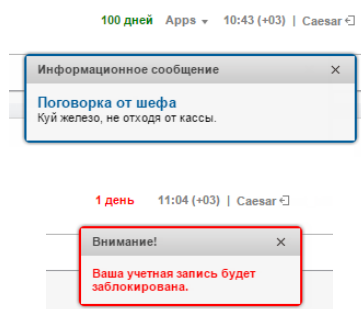 100 дней Apps 10:43 (+03) | Caesar
Информационное сообщение
Поговорка от шефа
Куй железо, не отходя от кассы.
1 день 11:04 (+03) | Caesar
Внимание!
Ваша учетная запись будет
заблокирована.